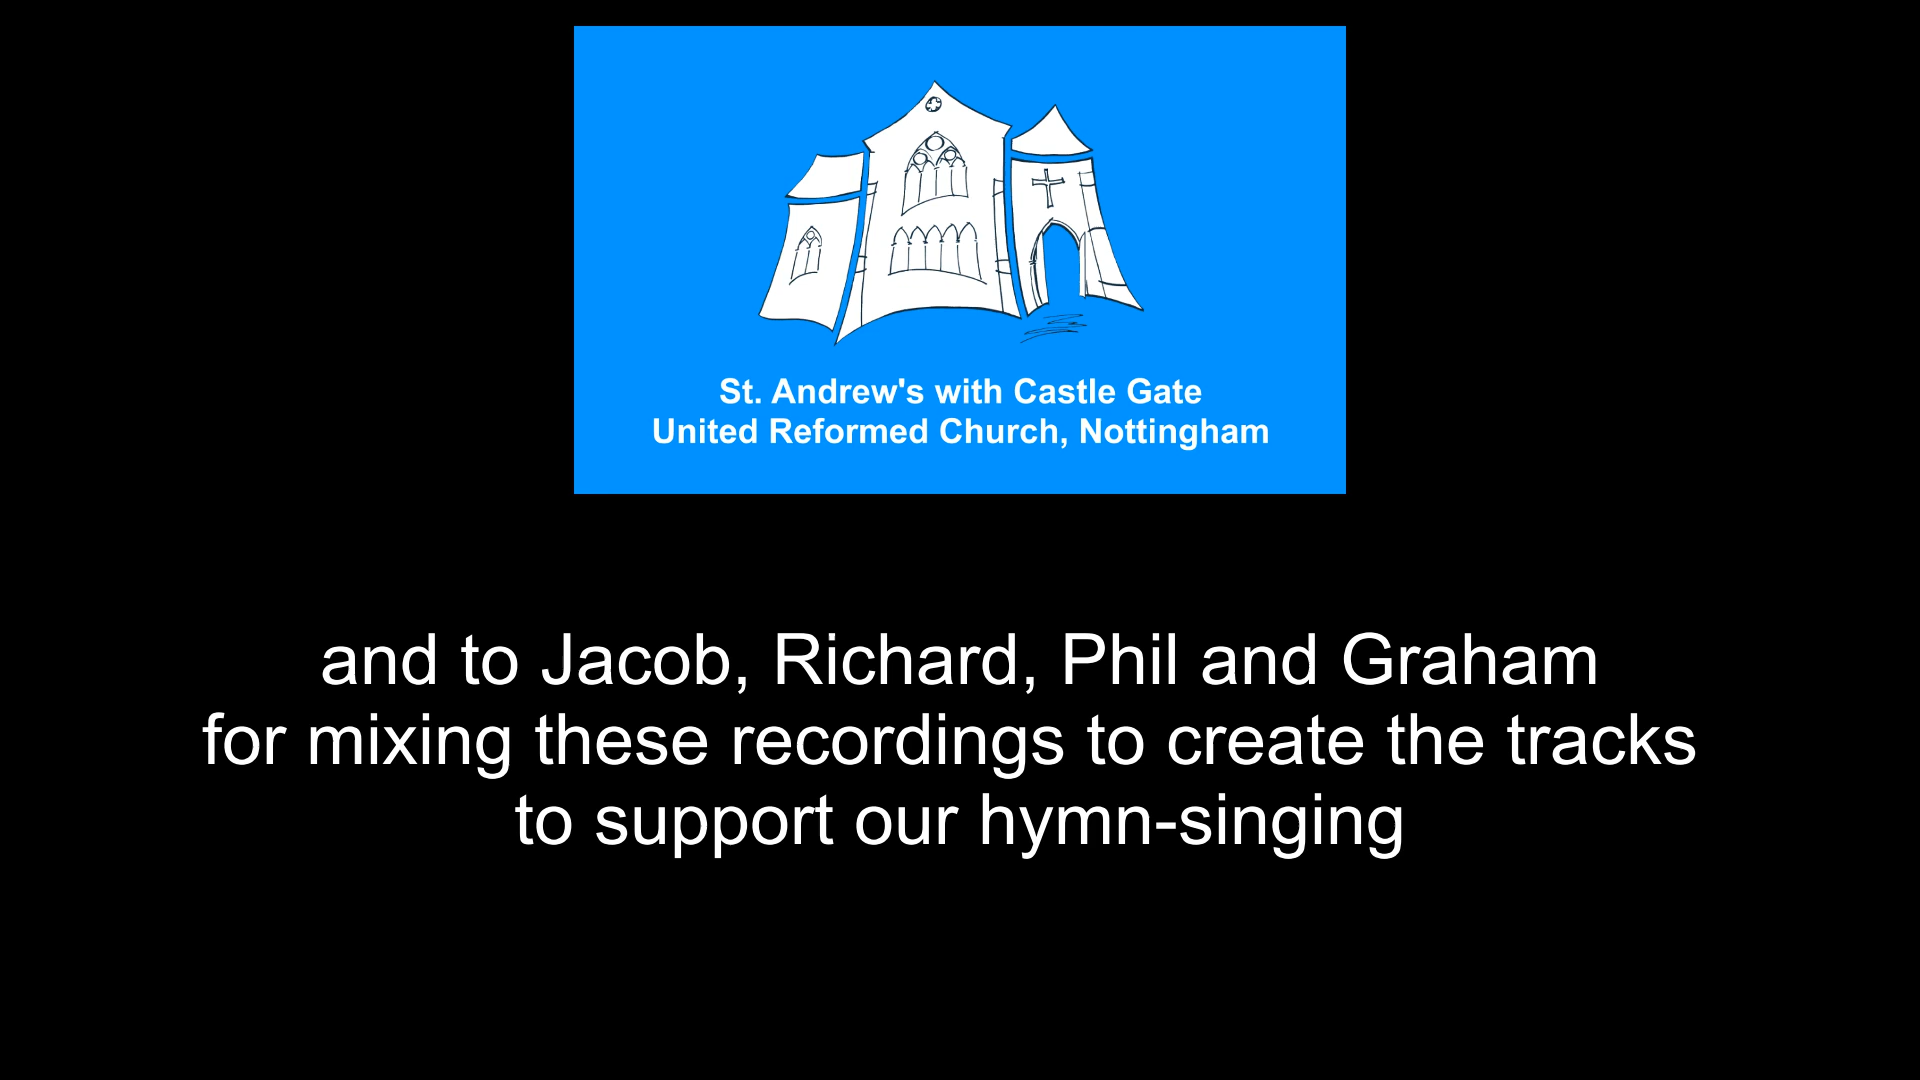 St. Andrew's with Castle Gate
United Reformed Church, Nottingham
and to Jacob, Richard, Phil and Graham
for mixing these recordings to create the tracks
to support our hymn-singing